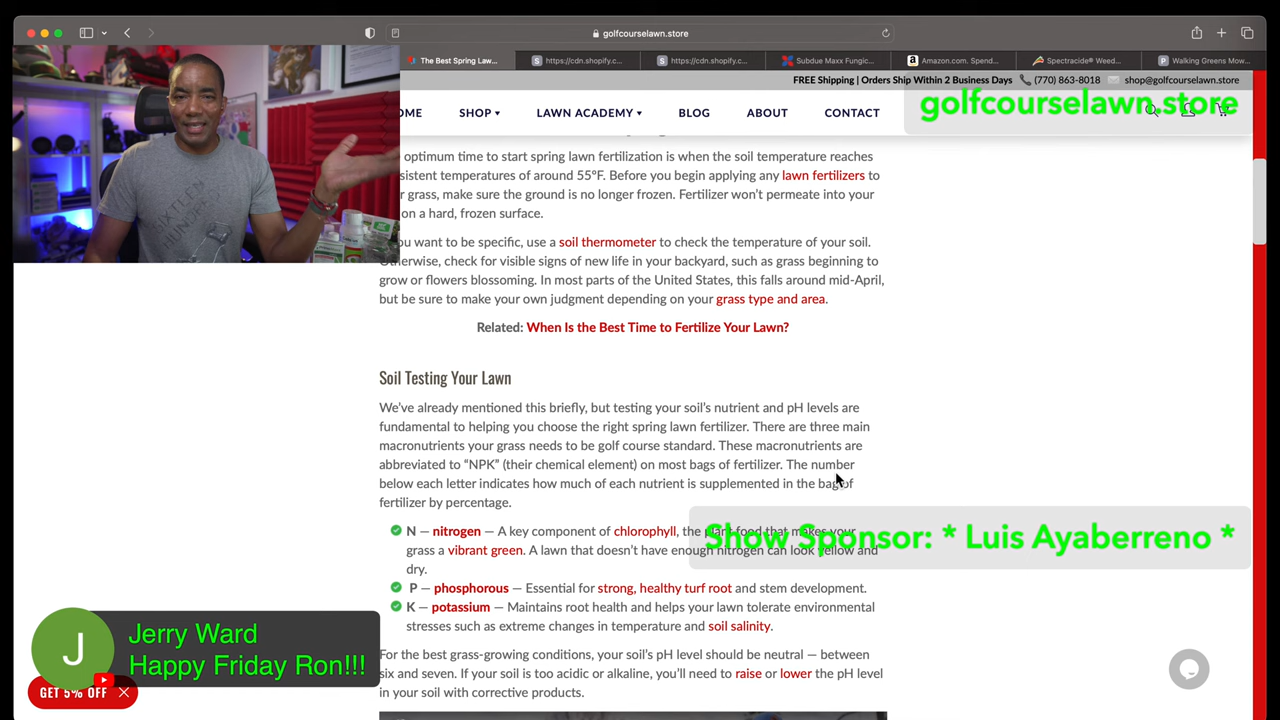 golfcourselawn.store
The Best Spring Law...
https://cdn.shopify.c...
https://cdn.shopify.c...
Subdue Maxx Fungic...
Amazon.com. Spend...
Spectracide® Weed...
Walking Greens Mow...
FREE Shipping | Orders Ship Within 2 Business Days (770) 863-8018 shop@golfcourselawn.store
OME SHOP LAWN ACADEMY BLOG ABOUT CONTACT
golfcourselawn.store
optimum time to start spring lawn fertilization is when the soil temperature reaches
sistent temperatures of around 55°F. Before you begin applying any lawn fertilizers to
r grass, make sure the ground is no longer frozen. Fertilizer won't permeate into your
on a hard, frozen surface.
ou want to be specific, use a soil thermometer to check the temperature of your soil.
Otherwise, check for visible signs of new life in your backyard, such as grass beginning to
grow or flowers blossoming. In most parts of the United States, this falls around mid-April,
but be sure to make your own judgment depending on your grass type and area.
Related: When Is the Best Time to Fertilize Your Lawn?
Soil Testing Your Lawn
We've already mentioned this briefly, but testing your soil's nutrient and pH levels are
fundamental to helping you choose the right spring lawn fertilizer. There are three main
macronutrients your grass needs to be golf course standard. These macronutrients are
abbreviated to “NPK” (their chemical element) on most bags of fertilizer. The number
below each letter indicates how much of each nutrient is supplemented in the bag of
fertilizer by percentage.
N — nitrogen — A key component of chlorophyll, the plant food that makes your
grass a vibrant green. A lawn that doesn't have enough nitrogen can look yellow and
dry.
Show Sponsor: * Luis Ayaberreno *
P — phosphorous — Essential for strong, healthy turf root and stem development.
K — potassium — Maintains root health and helps your lawn tolerate environmental
stresses such as extreme changes in temperature and soil salinity.
For the best grass-growing conditions, your soil's pH level should be neutral — between
six and seven. If your soil is too acidic or alkaline, you'll need to raise or lower the pH level
in your soil with corrective products.
J
Jerry Ward
Happy Friday Ron!!!
GET 5% OFF